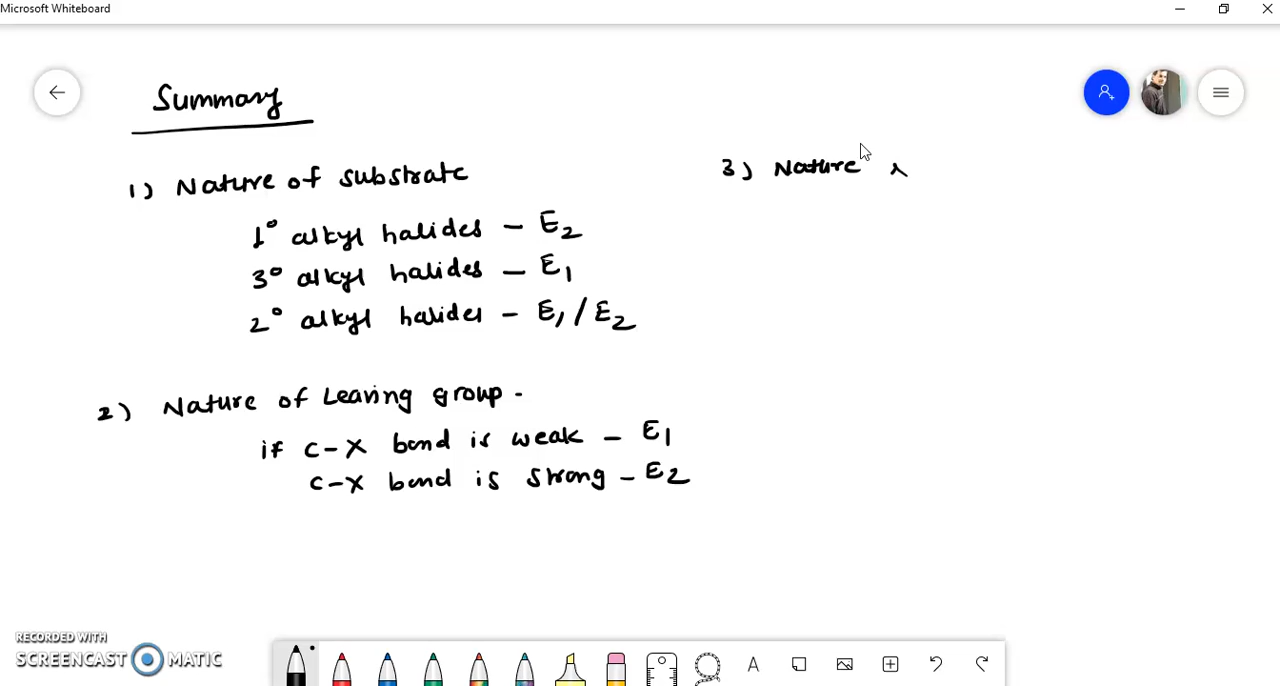 Microsoft Whiteboard
Summary
1) Nature of substrate
1° alkyl halides - E2
3° alkyl halides - E1
2° alkyl halides - E1/E2
2) Nature of Leaving group -
if C-X bond is weak - E1
C-X bond is strong - E2
3) Nature
RECORDED WITH
SCREENCAST MATIC
A